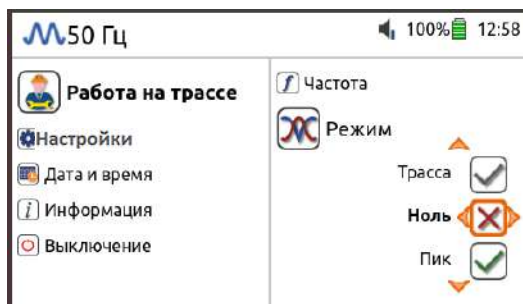 50 Гц
100%
12:58
Работа на трассе
Настройки
Дата и время
i Информация
Выключение
f Частота
Режим
Трасса
Ноль
Пик